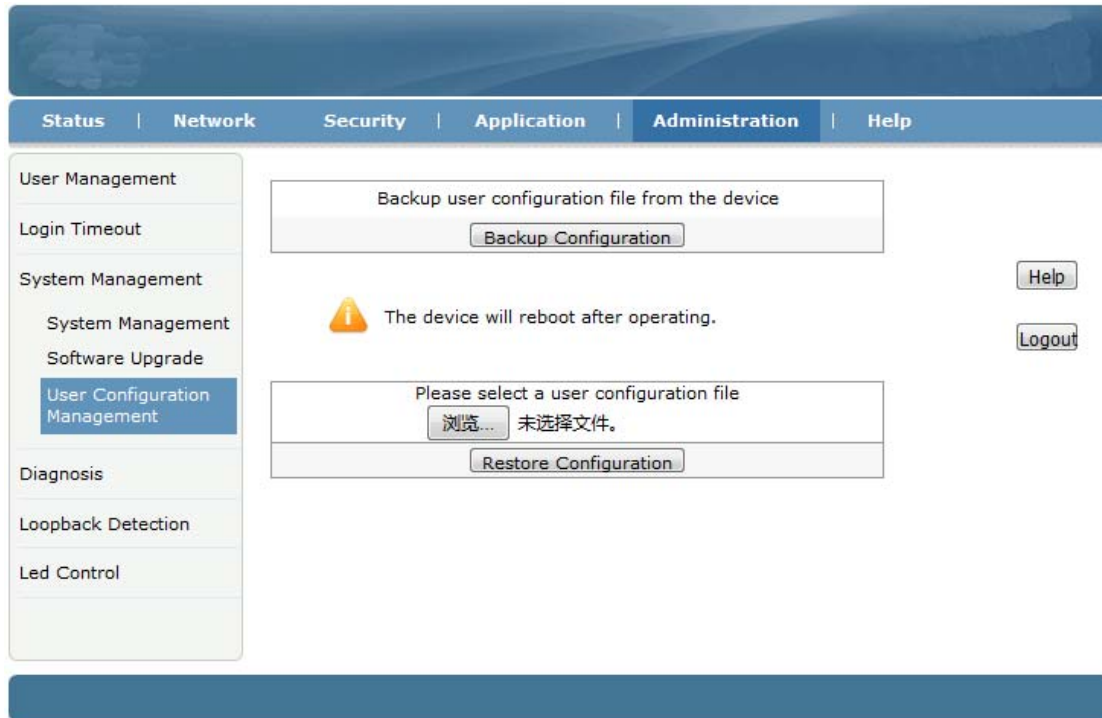 Status | Network Security | Application | Administration | Help
User Management
Login Timeout
System Management
System Management
Software Upgrade
User Configuration
Management
Diagnosis
Loopback Detection
Led Control
Backup user configuration file from the device
Backup Configuration
The device will reboot after operating.
Please select a user configuration file
浏览... 未选择文件。
Restore Configuration
Help
Logout